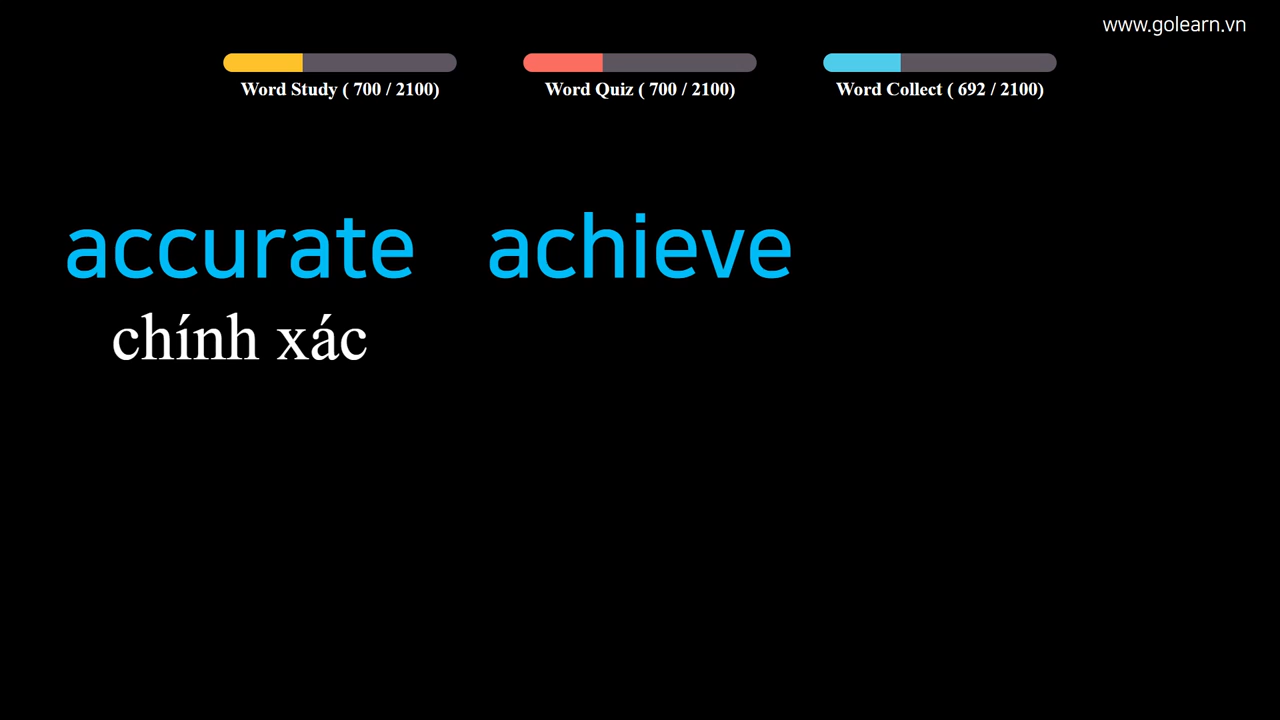 www.golearn.vn
Word Study ( 700 / 2100) Word Quiz ( 700 / 2100) Word Collect ( 692 / 2100)
accurate achieve
chính xác